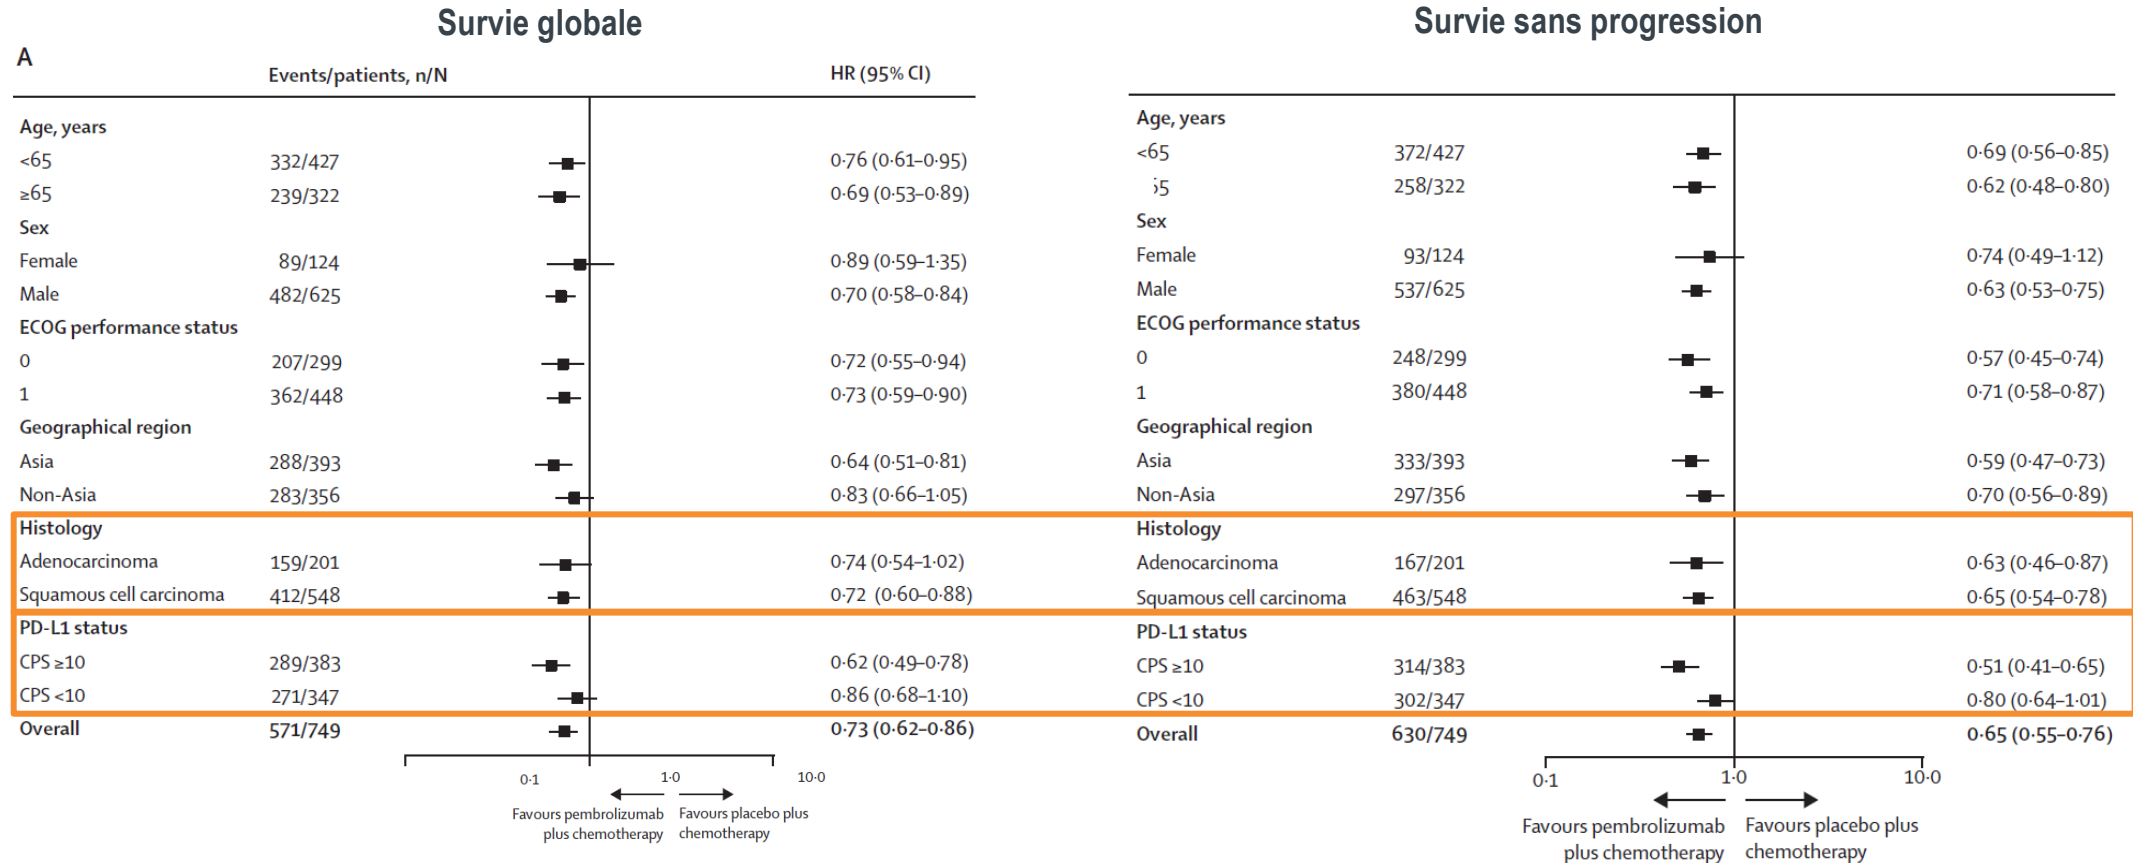 Survie globale
Survie sans progression
A
Events/patients, n/N HR (95% CI)
Age, years
<65 332/427 0·76 (0·61–0·95)
≥65 239/322 0·69 (0·53–0·89)
Sex
Female 89/124 0·89 (0·59–1·35)
Male 482/625 0·70 (0·58–0·84)
ECOG performance status
0 207/299 0·72 (0·55–0·94)
1 362/448 0·73 (0·59–0·90)
Geographical region
Asia 288/393 0·64 (0·51–0·81)
Non-Asia 283/356 0·83 (0·66–1·05)
Histology
Adenocarcinoma 159/201 0·74 (0·54–1·02)
Squamous cell carcinoma 412/548 0·72 (0·60–0·88)
PD-L1 status
CPS ≥10 289/383 0·62 (0·49–0·78)
CPS <10 271/347 0·86 (0·68–1·10)
Overall 571/749 0·73 (0·62–0·86)
0·1 1·0 10·0
Favours pembrolizumab Favours placebo plus
plus chemotherapy chemotherapy
Age, years
<65 372/427 0·69 (0·56–0·85)
5 258/322 0·62 (0·48–0·80)
Sex
Female 93/124 0·74 (0·49–1·12)
Male 537/625 0·63 (0·53–0·75)
ECOG performance status
0 248/299 0·57 (0·45–0·74)
1 380/448 0·71 (0·58–0·87)
Geographical region
Asia 333/393 0·59 (0·47–0·73)
Non-Asia 297/356 0·70 (0·56–0·89)
Histology
Adenocarcinoma 167/201 0·63 (0·46–0·87)
Squamous cell carcinoma 463/548 0·65 (0·54–0·78)
PD-L1 status
CPS ≥10 314/383 0·51 (0·41–0·65)
CPS <10 302/347 0·80 (0·64–1·01)
Overall 630/749 0·65 (0·55–0·76)
0·1 1·0 10·0
Favours pembrolizumab Favours placebo plus
plus chemotherapy chemotherapy